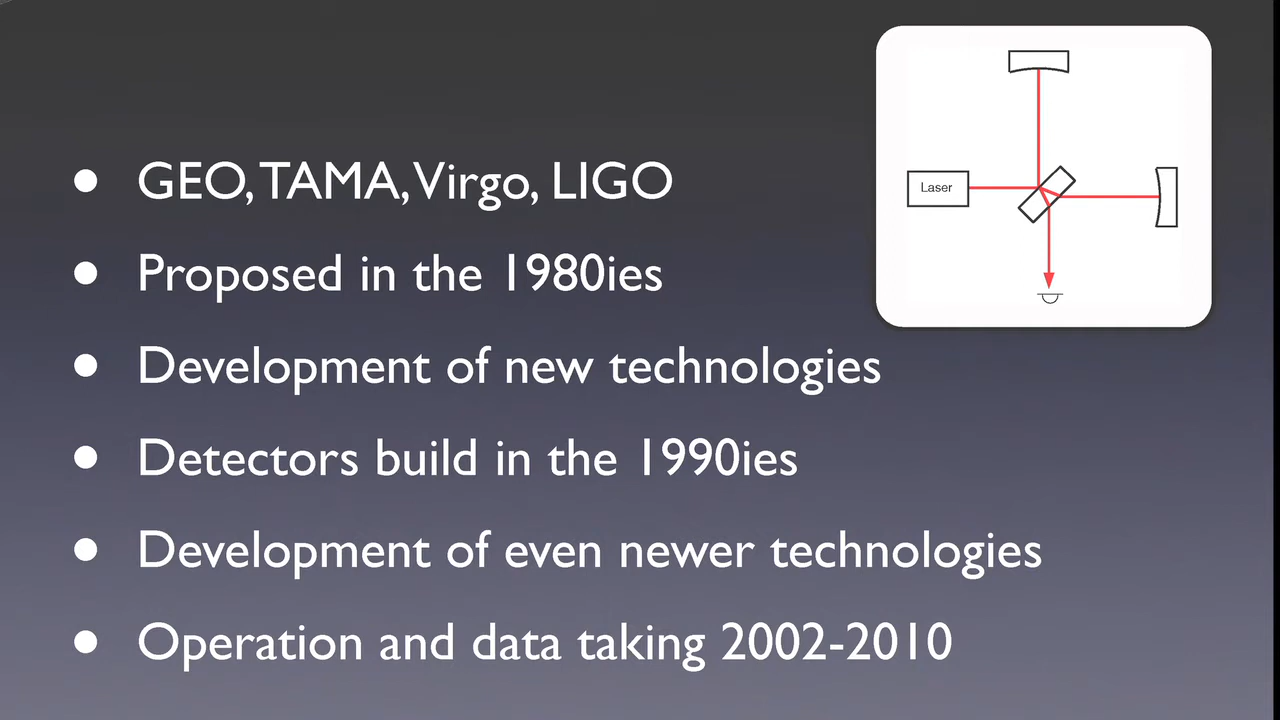 GEO, TAMA, Virgo, LIGO
Proposed in the 1980ies
Development of new technologies
Detectors build in the 1990ies
Development of even newer technologies
Operation and data taking 2002-2010
Laser